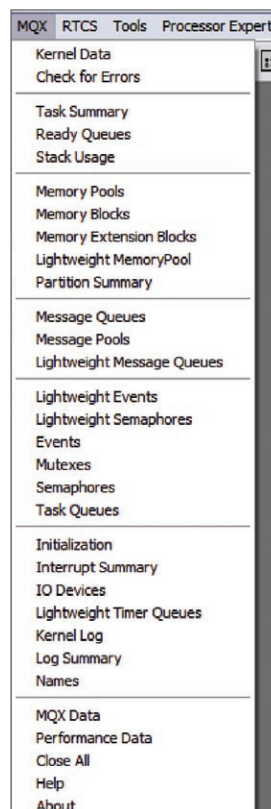 MQX RTCS Tools Processor Expert
Kernel Data
Check for Errors
Task Summary
Ready Queues
Stack Usage
Memory Pools
Memory Blocks
Memory Extension Blocks
Lightweight MemoryPool
Partition Summary
Message Queues
Message Pools
Lightweight Message Queues
Lightweight Events
Lightweight Semaphores
Events
Mutexes
Semaphores
Task Queues
Initialization
Interrupt Summary
IO Devices
Lightweight Timer Queues
Kernel Log
Log Summary
Names
MQX Data
Performance Data
Close All
Help
About